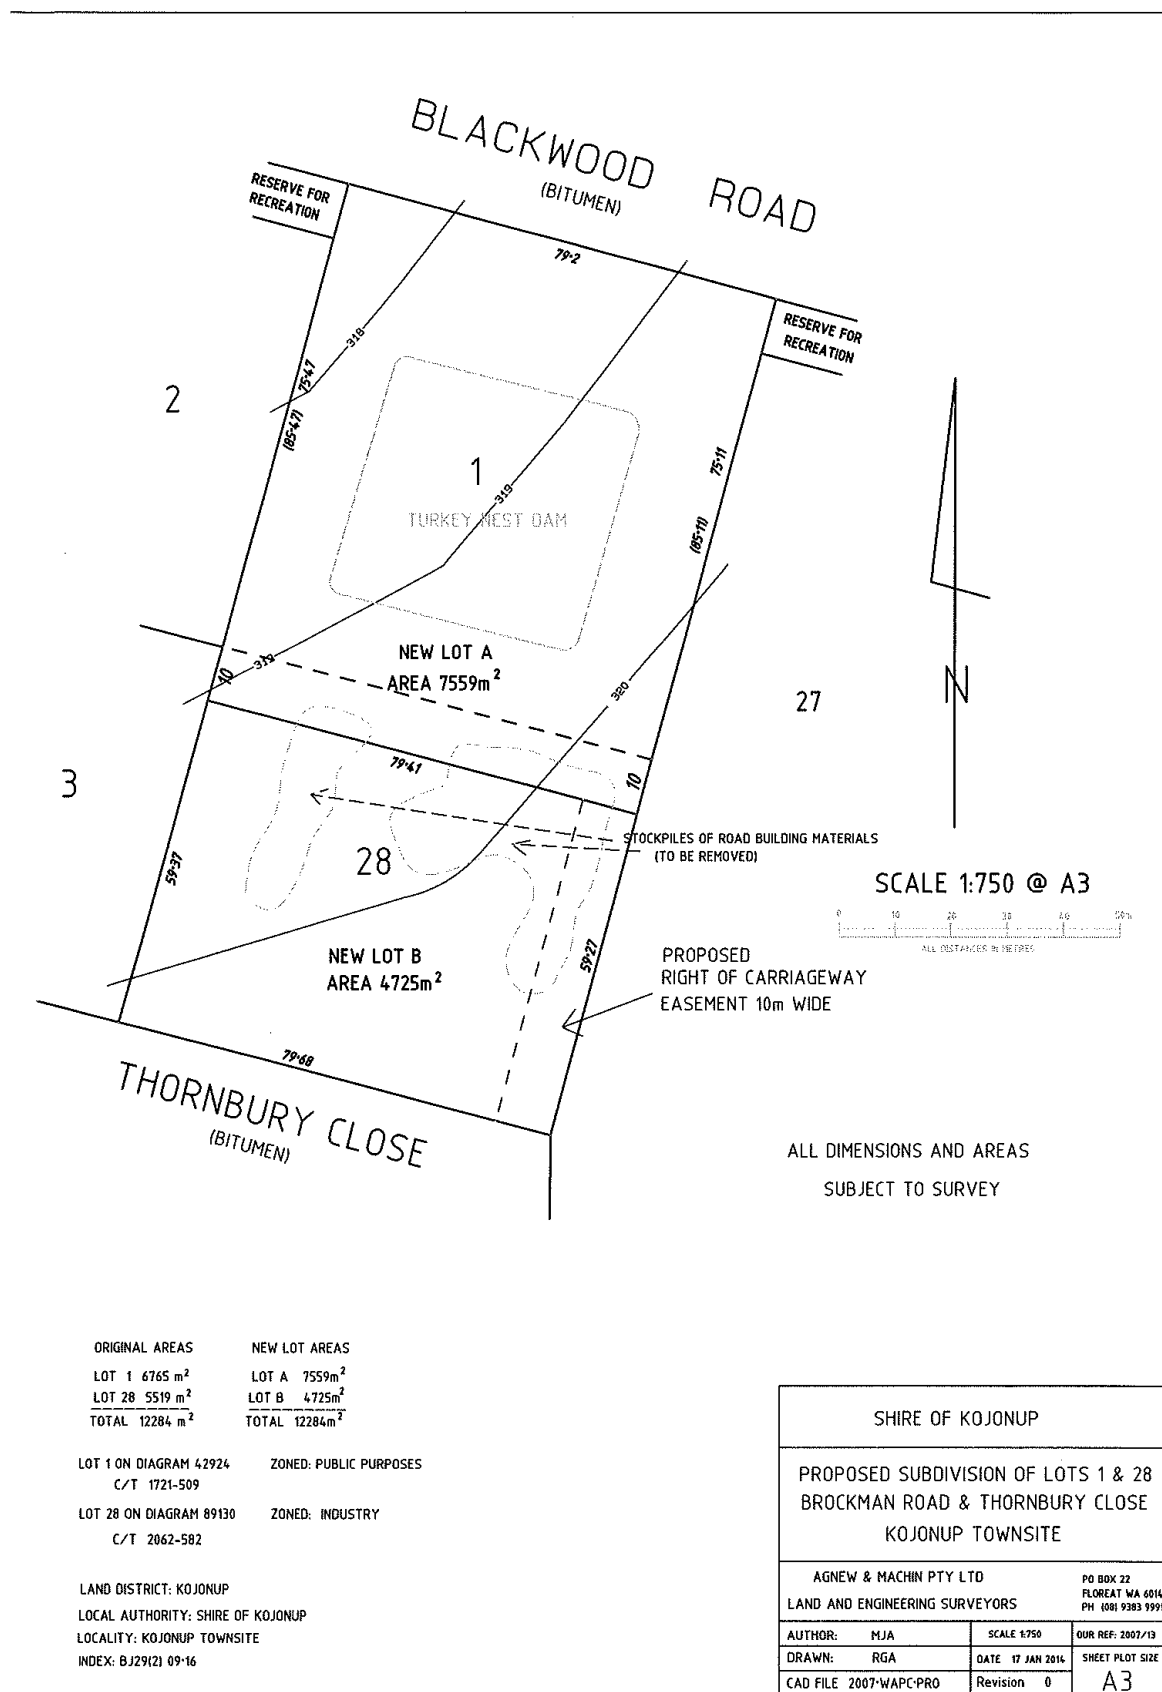 BLACKWOOD ROAD
(BITUMEN)
RESERVE FOR
RECREATION
79·2
RESERVE FOR
RECREATION
318
75·47
(85·47)
2
1
319
TURKEY NEST DAM
75·11
(85·11)
NEW LOT A
AREA 7559m²
319
10
320
27
N
3
79·41
10
STOCKPILES OF ROAD BUILDING MATERIALS
(TO BE REMOVED)
28
59·37
SCALE 1:750 @ A3
0 10 20 30 40 50m
ALL DISTANCES IN METRES
NEW LOT B
AREA 4725m²
59·27
PROPOSED
RIGHT OF CARRIAGEWAY
EASEMENT 10m WIDE
79·68
THORNBURY CLOSE
(BITUMEN)
ALL DIMENSIONS AND AREAS
SUBJECT TO SURVEY
ORIGINAL AREAS NEW LOT AREAS
LOT 1 6765 m² LOT A 7559m²
LOT 28 5519 m² LOT B 4725m²
TOTAL 12284 m² TOTAL 12284m²
LOT 1 ON DIAGRAM 42924 ZONED: PUBLIC PURPOSES
C/T 1721-509
LOT 28 ON DIAGRAM 89130 ZONED: INDUSTRY
C/T 2062-582
LAND DISTRICT: KOJONUP
LOCAL AUTHORITY: SHIRE OF KOJONUP
LOCALITY: KOJONUP TOWNSITE
INDEX: BJ29(2) 09·16
SHIRE OF KOJONUP
PROPOSED SUBDIVISION OF LOTS 1 & 28
BROCKMAN ROAD & THORNBURY CLOSE
KOJONUP TOWNSITE
AGNEW & MACHIN PTY LTD
LAND AND ENGINEERING SURVEYORS
PO BOX 22
FLOREAT WA 6014
PH (08) 9383 999
AUTHOR: MJA SCALE 1:750 OUR REF: 2007/13
DRAWN: RGA DATE 17 JAN 2014 SHEET PLOT SIZE
CAD FILE 2007·WAPC·PRO Revision 0 A3